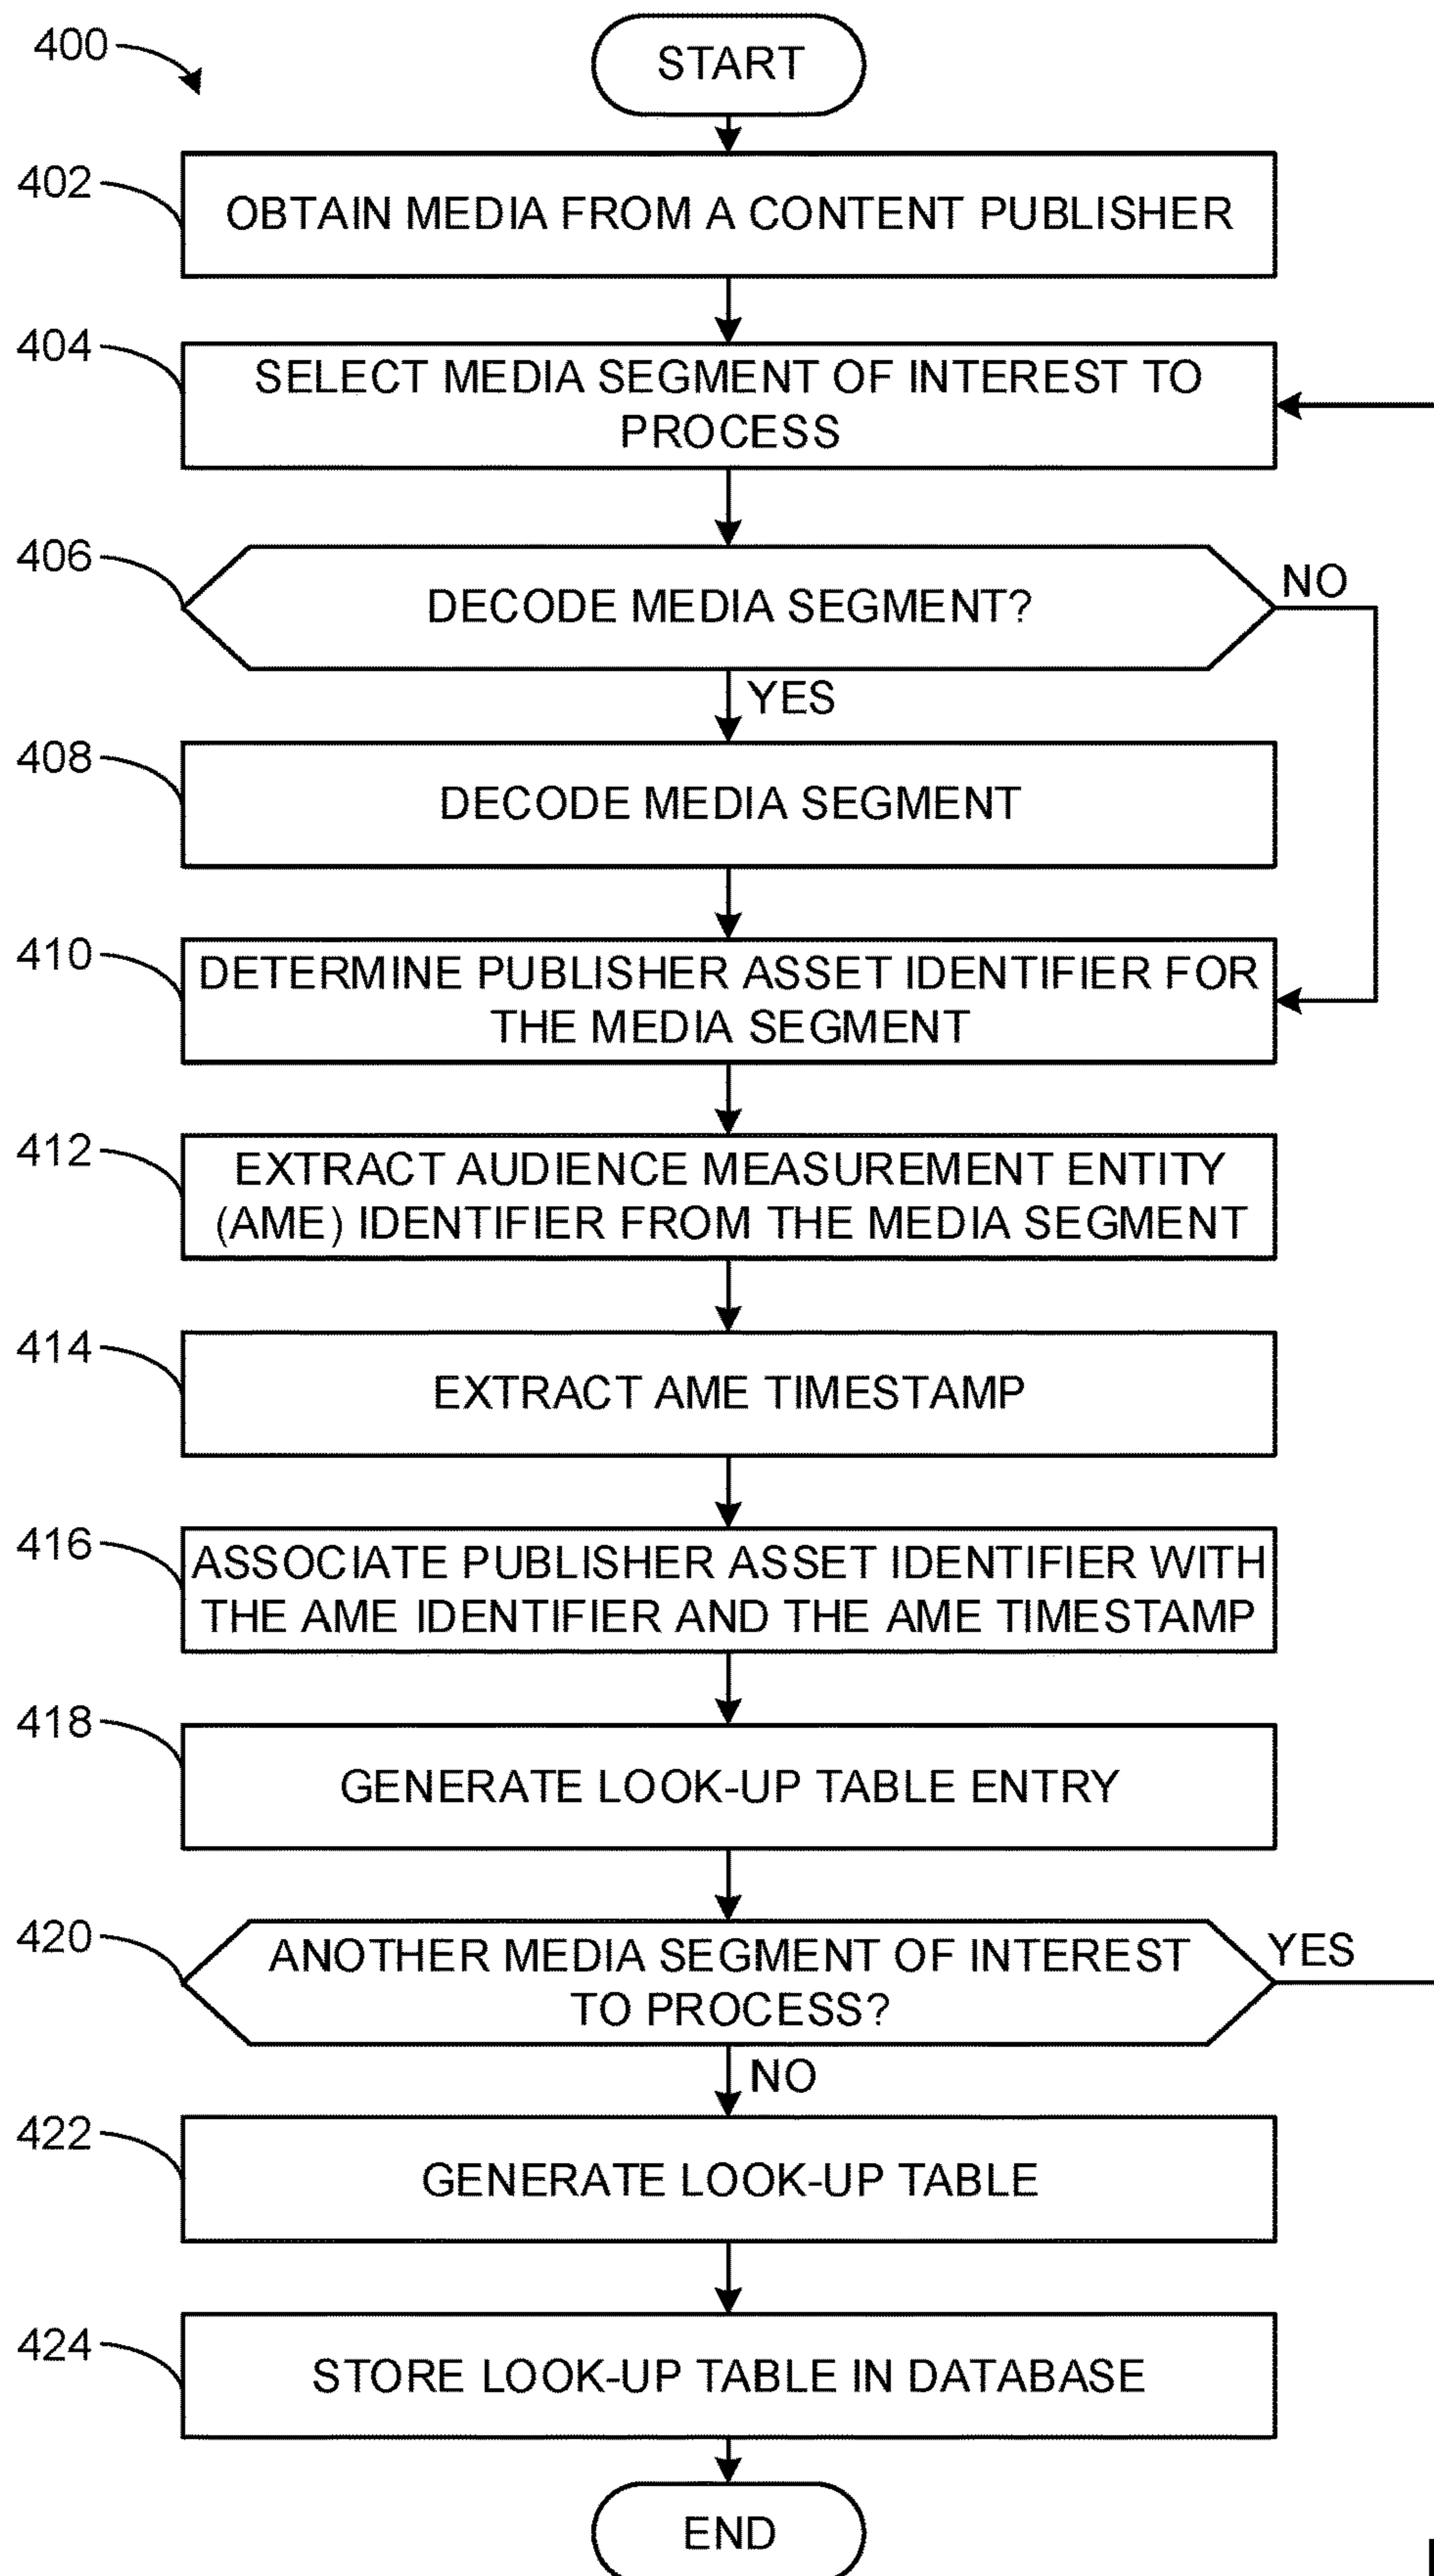 400
START
402
OBTAIN MEDIA FROM A CONTENT PUBLISHER
404
SELECT MEDIA SEGMENT OF INTEREST TO
PROCESS
406
DECODE MEDIA SEGMENT?
NO
YES
408
DECODE MEDIA SEGMENT
410
DETERMINE PUBLISHER ASSET IDENTIFIER FOR
THE MEDIA SEGMENT
412
EXTRACT AUDIENCE MEASUREMENT ENTITY
(AME) IDENTIFIER FROM THE MEDIA SEGMENT
414
EXTRACT AME TIMESTAMP
416
ASSOCIATE PUBLISHER ASSET IDENTIFIER WITH
THE AME IDENTIFIER AND THE AME TIMESTAMP
418
GENERATE LOOK-UP TABLE ENTRY
420
ANOTHER MEDIA SEGMENT OF INTEREST
TO PROCESS?
YES
NO
422
GENERATE LOOK-UP TABLE
424
STORE LOOK-UP TABLE IN DATABASE
END